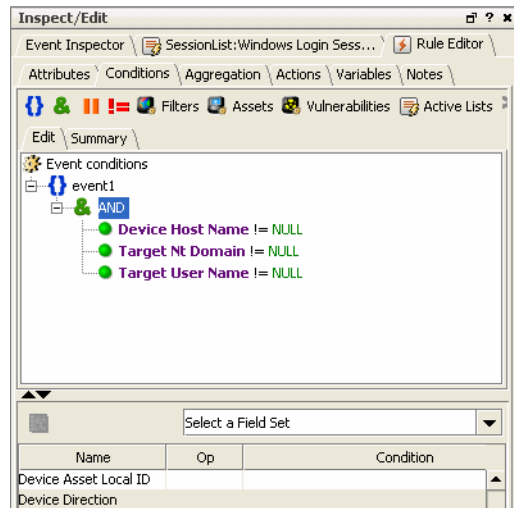 Inspect/Edit
Event Inspector SessionList:Windows Login Sess... Rule Editor
Attributes Conditions Aggregation Actions Variables Notes
{} & != Filters Assets Vulnerabilities Active Lists
Edit Summary
Event conditions
{} event1
& AND
Device Host Name != NULL
Target Nt Domain != NULL
Target User Name != NULL
Select a Field Set
Name Op Condition
Device Asset Local ID
Device Direction